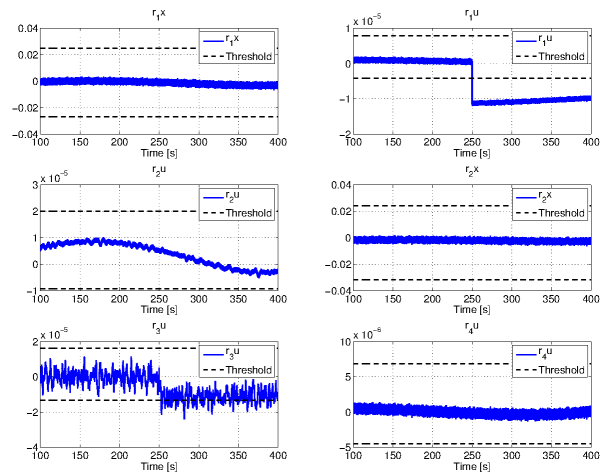 r1x
0.04
0.02
0
−0.02
−0.04
r1x
Threshold
100 150 200 250 300 350 400
Time [s]
r1u
x 10^-5
1
0
−1
−2
r1u
Threshold
100 150 200 250 300 350 400
Time [s]
r2u
x 10^-5
3
2
1
0
−1
r2u
Threshold
100 150 200 250 300 350 400
Time [s]
r2x
0.04
0.02
0
−0.02
−0.04
r2x
Threshold
100 150 200 250 300 350 400
Time [s]
r3u
x 10^-5
2
0
−2
−4
r3u
Threshold
100 150 200 250 300 350 400
Time [s]
r4u
x 10^-6
10
5
0
−5
r4u
Threshold
100 150 200 250 300 350 400
Time [s]